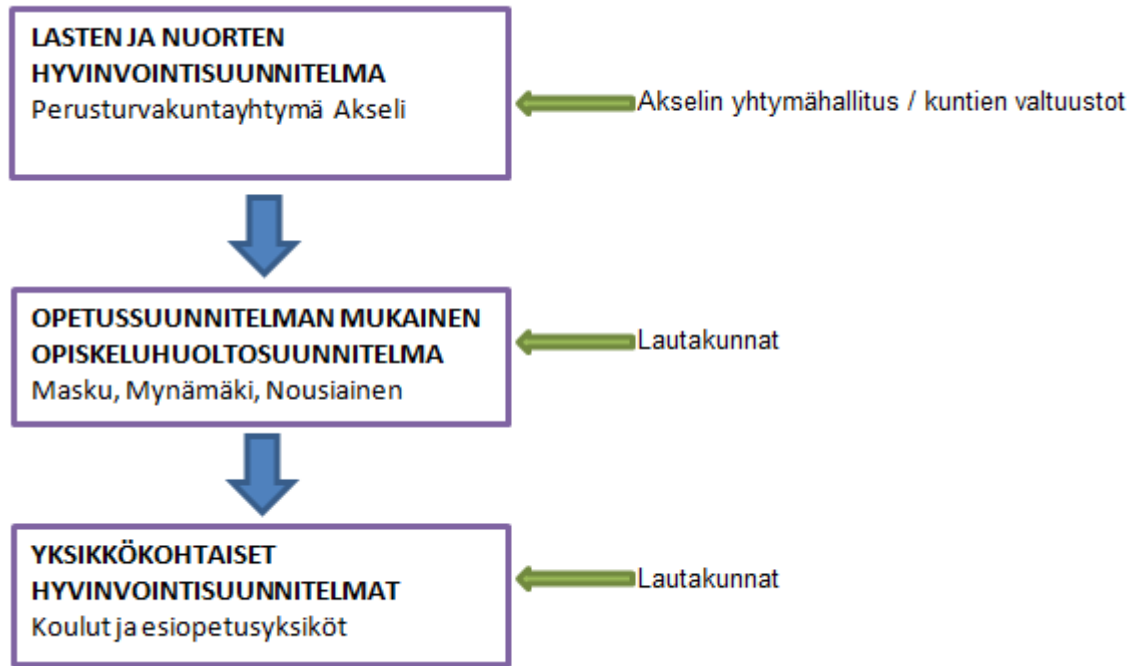 LASTEN JA NUORTEN
HYVINVOINTISUUNNITELMA
Perusturvakuntayhtymä Akseli
Akselin yhtymähallitus / kuntien valtuustot
OPETUSSUUNNITELMAN MUKAINEN
OPISKELUHUOLTOSUUNNITELMA
Masku, Mynämäki, Nousiainen
Lautakunnat
YKSIKKÖKOHTAISET
HYVINVOINTISUUNNITELMAT
Koulut ja esiopetusyksiköt
Lautakunnat